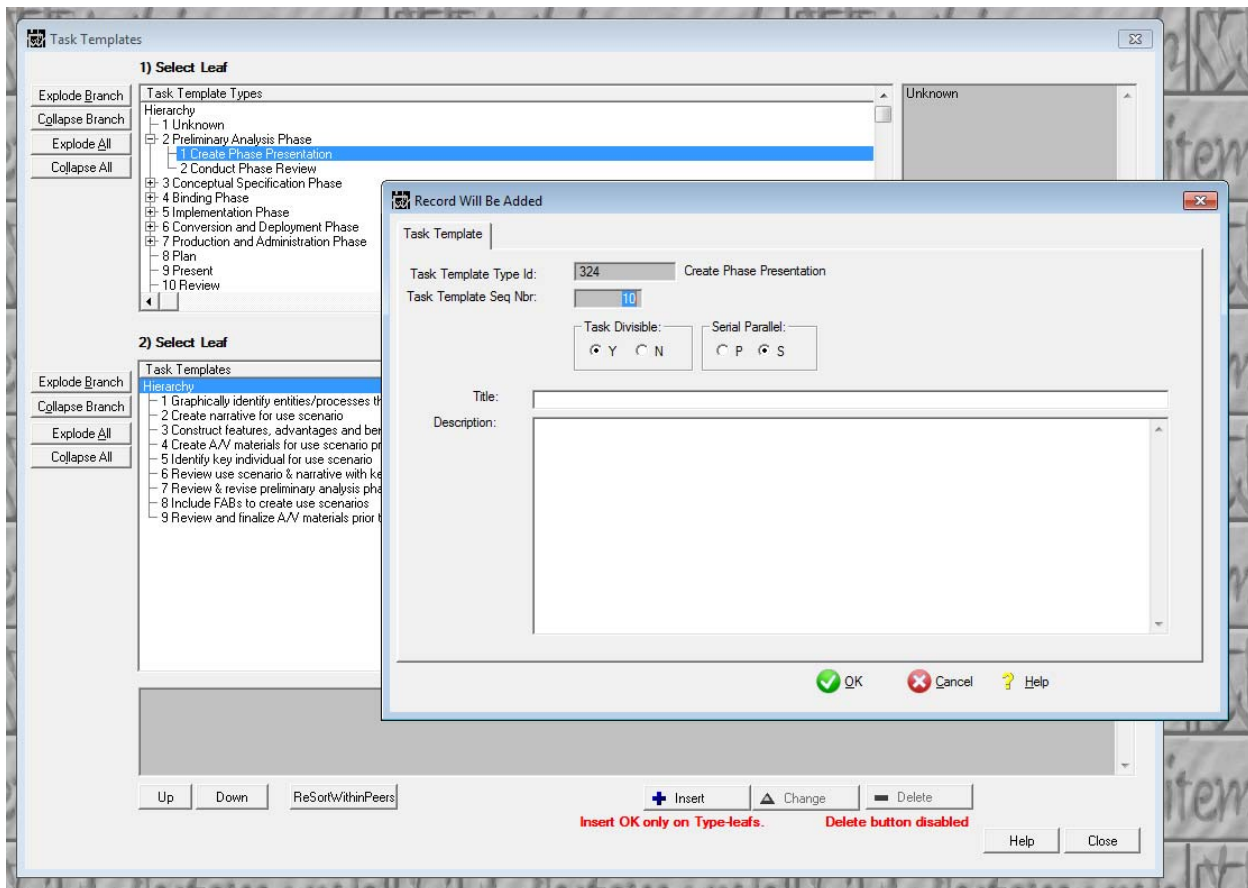 Task Templates
1) Select Leaf
Explode Branch
Collapse Branch
Explode All
Collapse All
Task Template Types
Hierarchy
1 Unknown
2 Preliminary Analysis Phase
1 Create Phase Presentation
2 Conduct Phase Review
3 Conceptual Specification Phase
4 Binding Phase
5 Implementation Phase
6 Conversion and Deployment Phase
7 Production and Administration Phase
8 Plan
9 Present
10 Review
Unknown
2) Select Leaf
Explode Branch
Collapse Branch
Explode All
Collapse All
Task Templates
Hierarchy
1 Graphically identify entities/processes th
2 Create narrative for use scenario
3 Construct features, advantages and ber
4 Create A/V materials for use scenario pr
5 Identify key individual for use scenario
6 Review use scenario & narrative with ke
7 Review & revise preliminary analysis pha
8 Include FABs to create use scenarios
9 Review and finalize A/V materials prior t
Record Will Be Added
Task Template
Task Template Type Id: 324 Create Phase Presentation
Task Template Seq Nbr: 10
Task Divisible: Serial Parallel:
Y N P S
Title:
Description:
OK Cancel Help
Up Down ReSortWithinPeers Insert Change Delete
Insert OK only on Type-leafs. Delete button disabled
Help Close